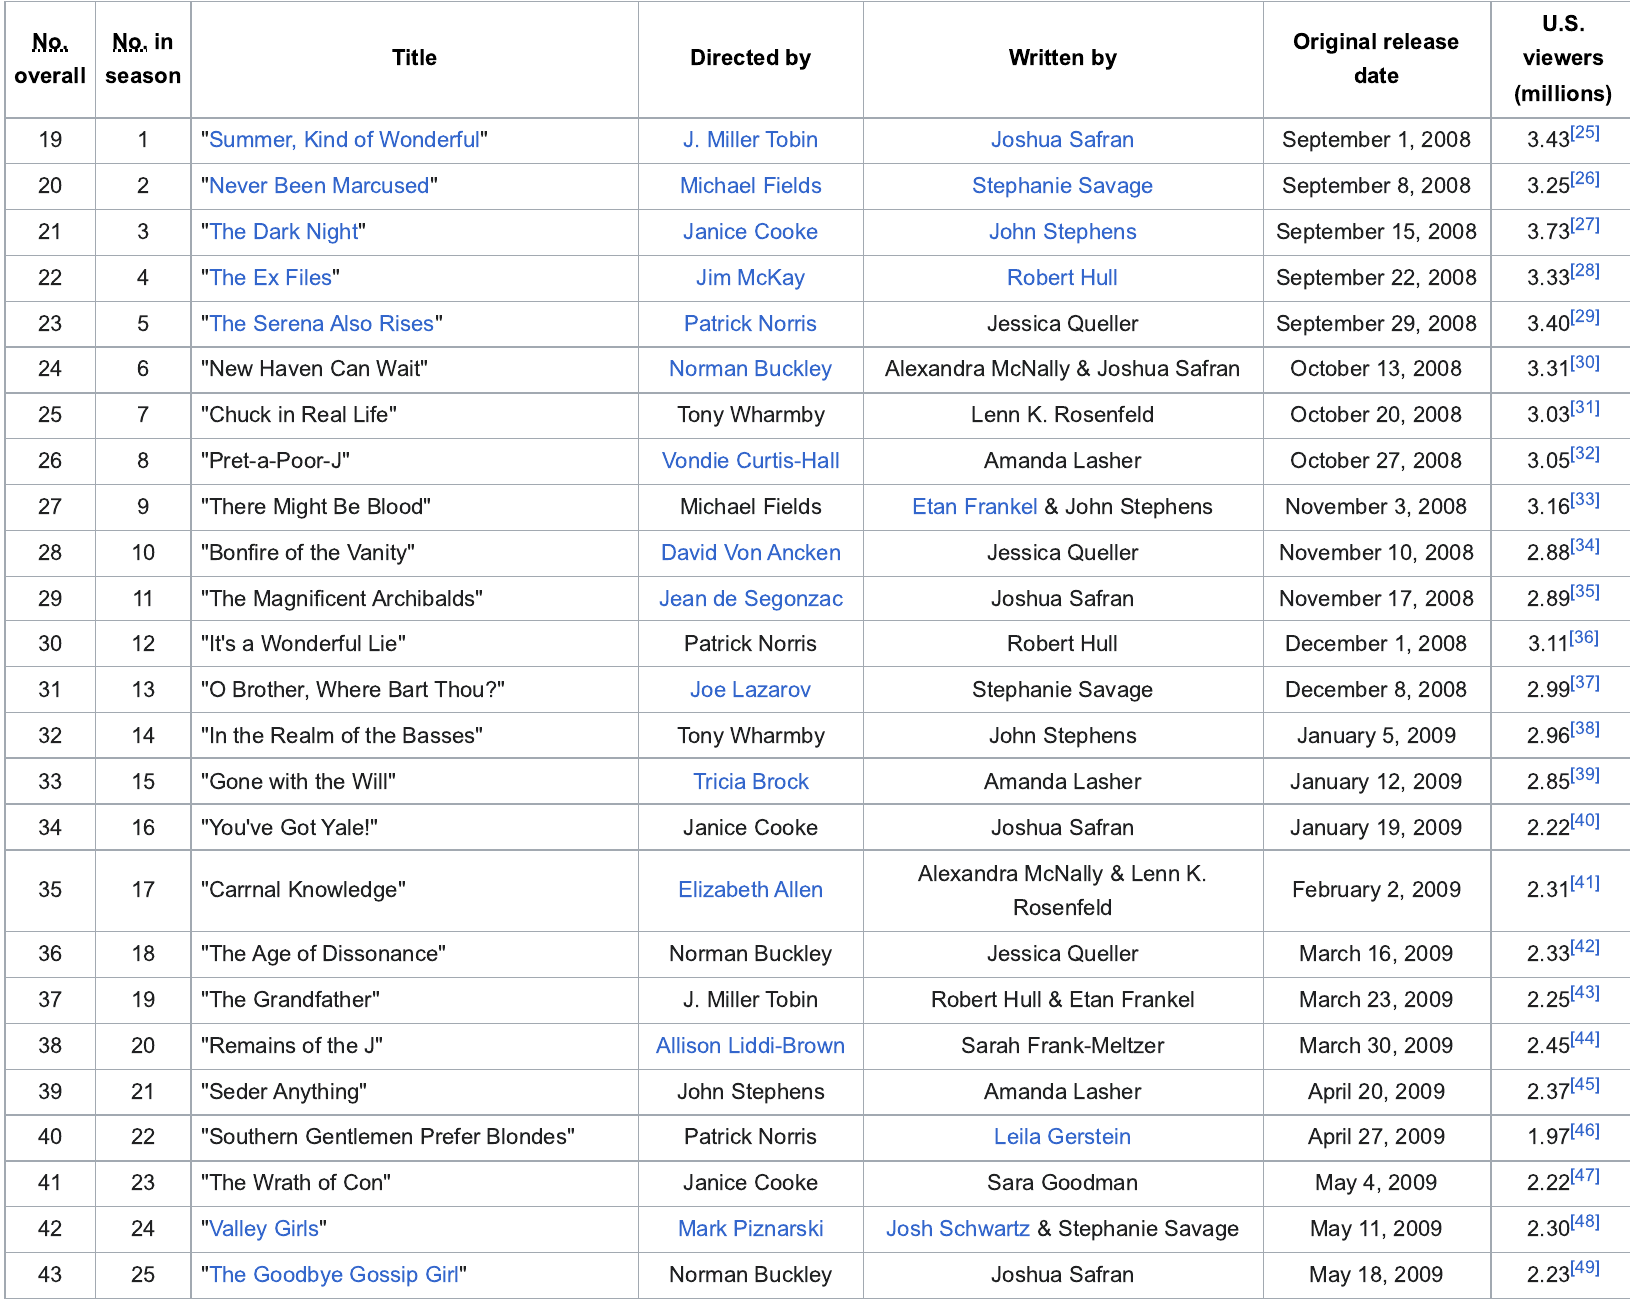 No. overall No. in season Title Directed by Written by Original release date U.S. viewers (millions)
19 1 "Summer, Kind of Wonderful" J. Miller Tobin Joshua Safran September 1, 2008 3.43[25]
20 2 "Never Been Marcused" Michael Fields Stephanie Savage September 8, 2008 3.25[26]
21 3 "The Dark Night" Janice Cooke John Stephens September 15, 2008 3.73[27]
22 4 "The Ex Files" Jim McKay Robert Hull September 22, 2008 3.33[28]
23 5 "The Serena Also Rises" Patrick Norris Jessica Queller September 29, 2008 3.40[29]
24 6 "New Haven Can Wait" Norman Buckley Alexandra McNally & Joshua Safran October 13, 2008 3.31[30]
25 7 "Chuck in Real Life" Tony Wharmby Lenn K. Rosenfeld October 20, 2008 3.03[31]
26 8 "Pret-a-Poor-J" Vondie Curtis-Hall Amanda Lasher October 27, 2008 3.05[32]
27 9 "There Might Be Blood" Michael Fields Etan Frankel & John Stephens November 3, 2008 3.16[33]
28 10 "Bonfire of the Vanity" David Von Ancken Jessica Queller November 10, 2008 2.88[34]
29 11 "The Magnificent Archibalds" Jean de Segonzac Joshua Safran November 17, 2008 2.89[35]
30 12 "It's a Wonderful Lie" Patrick Norris Robert Hull December 1, 2008 3.11[36]
31 13 "O Brother, Where Bart Thou?" Joe Lazarov Stephanie Savage December 8, 2008 2.99[37]
32 14 "In the Realm of the Basses" Tony Wharmby John Stephens January 5, 2009 2.96[38]
33 15 "Gone with the Will" Tricia Brock Amanda Lasher January 12, 2009 2.85[39]
34 16 "You've Got Yale!" Janice Cooke Joshua Safran January 19, 2009 2.22[40]
35 17 "Carrnal Knowledge" Elizabeth Allen Alexandra McNally & Lenn K. Rosenfeld February 2, 2009 2.31[41]
36 18 "The Age of Dissonance" Norman Buckley Jessica Queller March 16, 2009 2.33[42]
37 19 "The Grandfather" J. Miller Tobin Robert Hull & Etan Frankel March 23, 2009 2.25[43]
38 20 "Remains of the J" Allison Liddi-Brown Sarah Frank-Meltzer March 30, 2009 2.45[44]
39 21 "Seder Anything" John Stephens Amanda Lasher April 20, 2009 2.37[45]
40 22 "Southern Gentlemen Prefer Blondes" Patrick Norris Leila Gerstein April 27, 2009 1.97[46]
41 23 "The Wrath of Con" Janice Cooke Sara Goodman May 4, 2009 2.22[47]
42 24 "Valley Girls" Mark Piznarski Josh Schwartz & Stephanie Savage May 11, 2009 2.30[48]
43 25 "The Goodbye Gossip Girl" Norman Buckley Joshua Safran May 18, 2009 2.23[49]